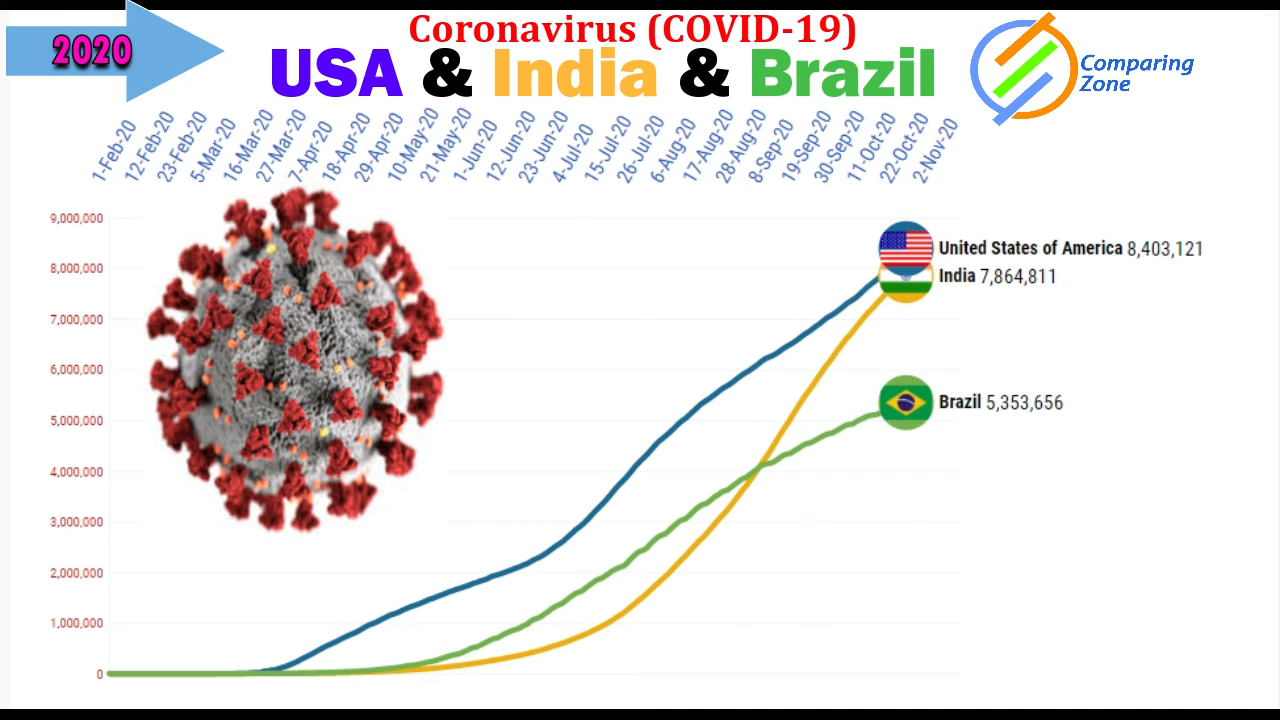 2020
Coronavirus (COVID-19)
USA & India & Brazil
Comparing
Zone
1-Feb-20
12-Feb-20
23-Feb-20
5-Mar-20
16-Mar-20
27-Mar-20
7-Apr-20
18-Apr-20
29-Apr-20
10-May-20
21-May-20
1-Jun-20
12-Jun-20
23-Jun-20
4-Jul-20
15-Jul-20
26-Jul-20
6-Aug-20
17-Aug-20
28-Aug-20
8-Sep-20
19-Sep-20
30-Sep-20
11-Oct-20
22-Oct-20
2-Nov-20
9,000,000
United States of America 8,403,121
8,000,000
India 7,864,811
7,000,000
6,000,000
Brazil 5,353,656
5,000,000
4,000,000
3,000,000
2,000,000
1,000,000
0